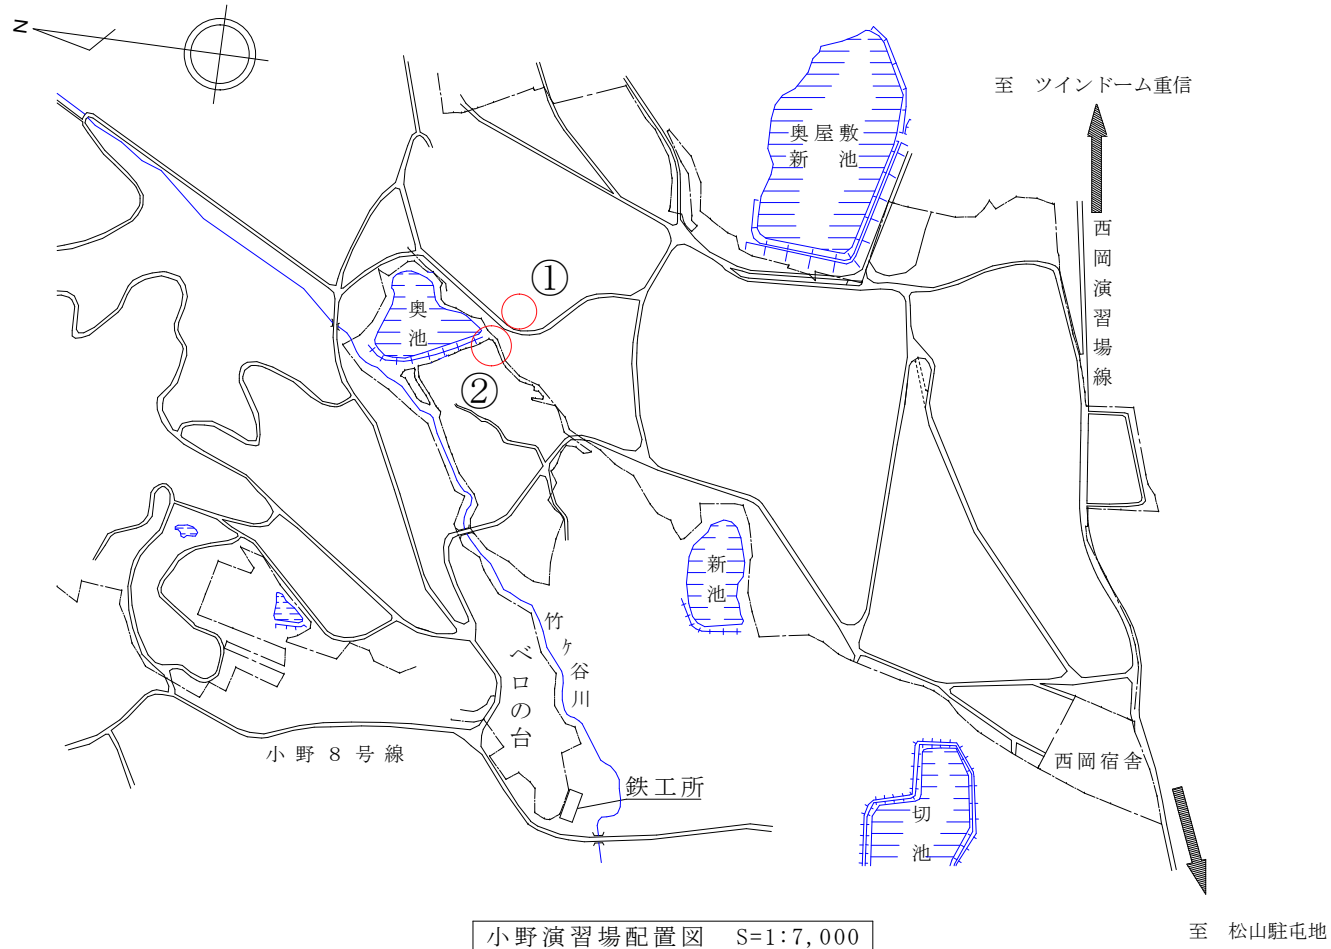 N
至 ツインドーム重信
奥屋敷
新池
西岡演習場線
①
奥池
②
新池
竹ヶ谷川
ベロの台
小野8号線
鉄工所
西岡宿舎
切池
小野演習場配置図 S=1:7,000
至 松山駐屯地